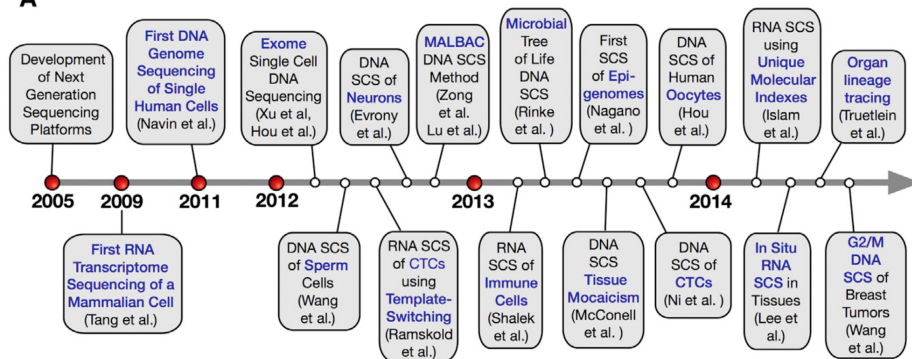 A
Development
of Next
Generation
Sequencing
Platforms
First DNA
Genome
Sequencing
of Single
Human Cells
(Navin et al.)
Exome
Single Cell
DNA
Sequencing
(Xu et al,
Hou et al.)
DNA
SCS of
Neurons
(Evrony
et al.)
MALBAC
DNA SCS
Method
(Zong
et al.
Lu et al.)
Microbial
Tree
of Life
DNA
SCS
(Rinke
et al. )
First
SCS
of Epi-
genomes
(Nagano
et al. )
DNA
SCS of
Human
Oocytes
(Hou
et al.)
RNA SCS
using
Unique
Molecular
Indexes
(Islam
et al.)
Organ
lineage
tracing
(Truetlein
et al.)
2005
2009
2011
2012
2013
2014
First RNA
Transcriptome
Sequencing of a
Mammalian Cell
(Tang et al.)
DNA SCS
of Sperm
Cells
(Wang
et al.)
RNA SCS
of CTCs
using
Template-
Switching
(Ramskold
et al. )
RNA
SCS of
Immune
Cells
(Shalek
et al. )
DNA
SCS
Tissue
Mocaicism
(McConell
et al. )
DNA
SCS of
CTCs
(Ni et al. )
In Situ
RNA
SCS in
Tissues
(Lee et
al.)
G2/M
DNA
SCS of
Breast
Tumors
(Wang
et al.)